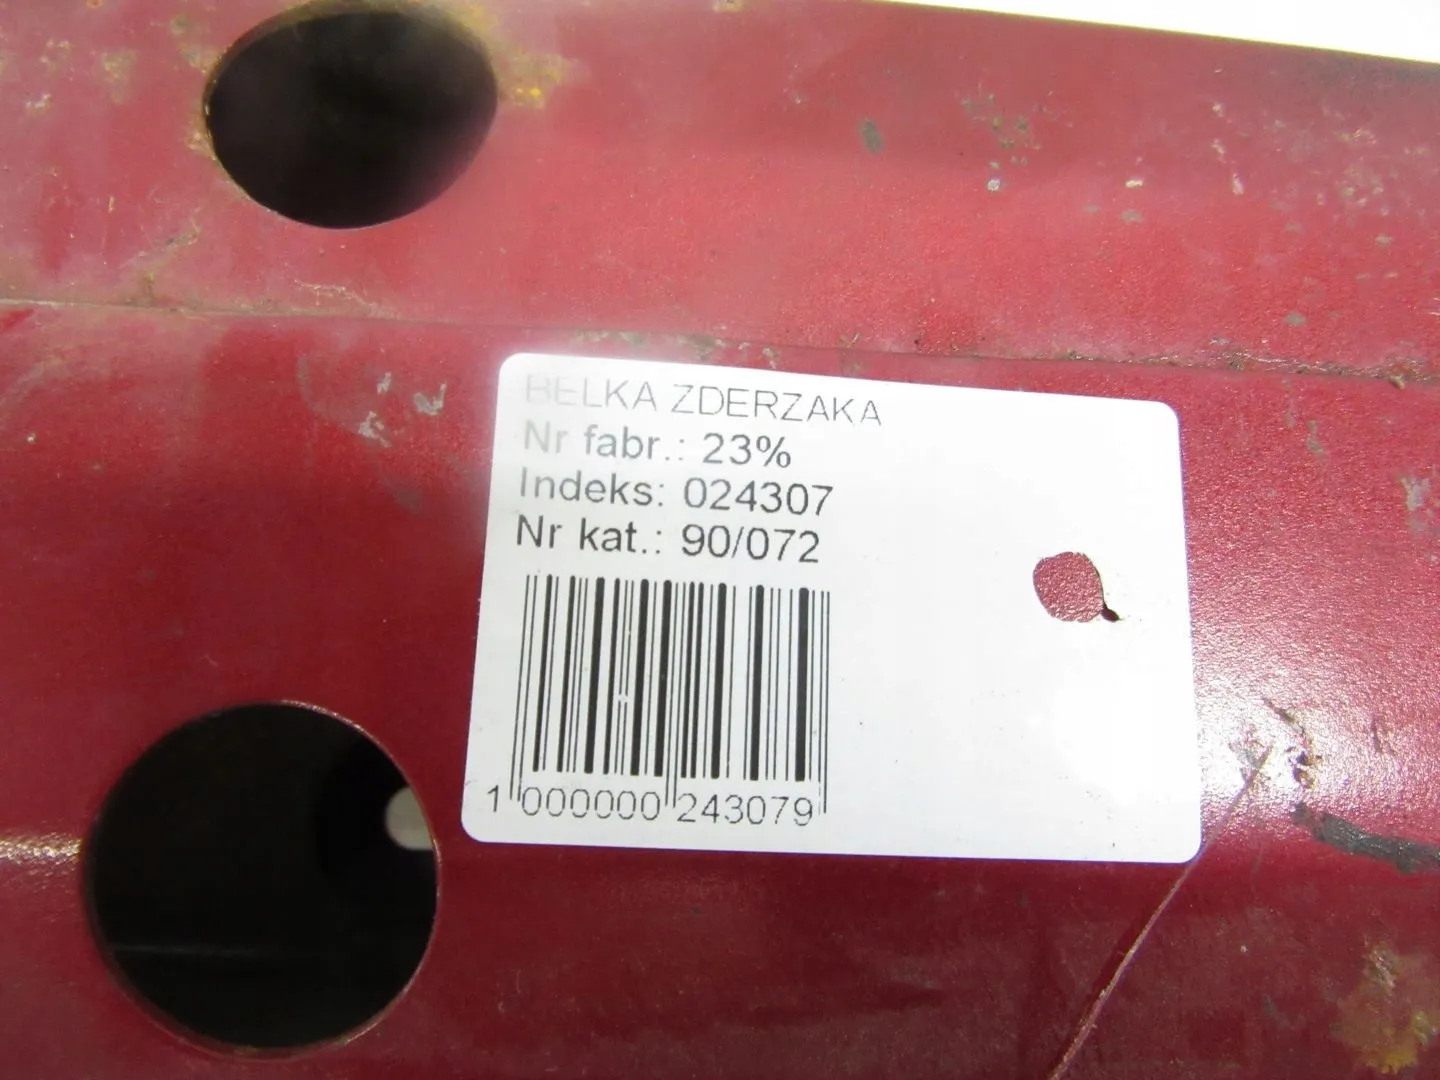 BELKA ZDERZAKA
Nr fabr.: 23%
Indeks: 024307
Nr kat.: 90/072
1 000000 243079